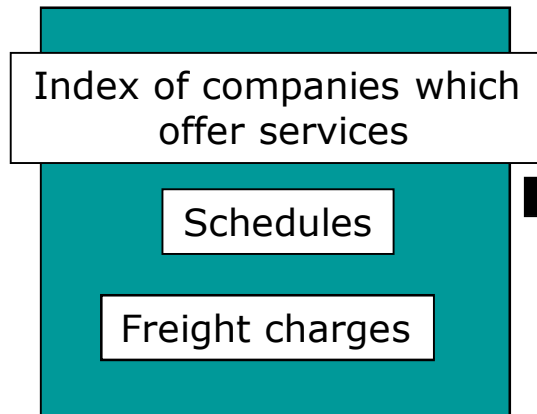 Index of companies which
offer services
Schedules
Freight charges